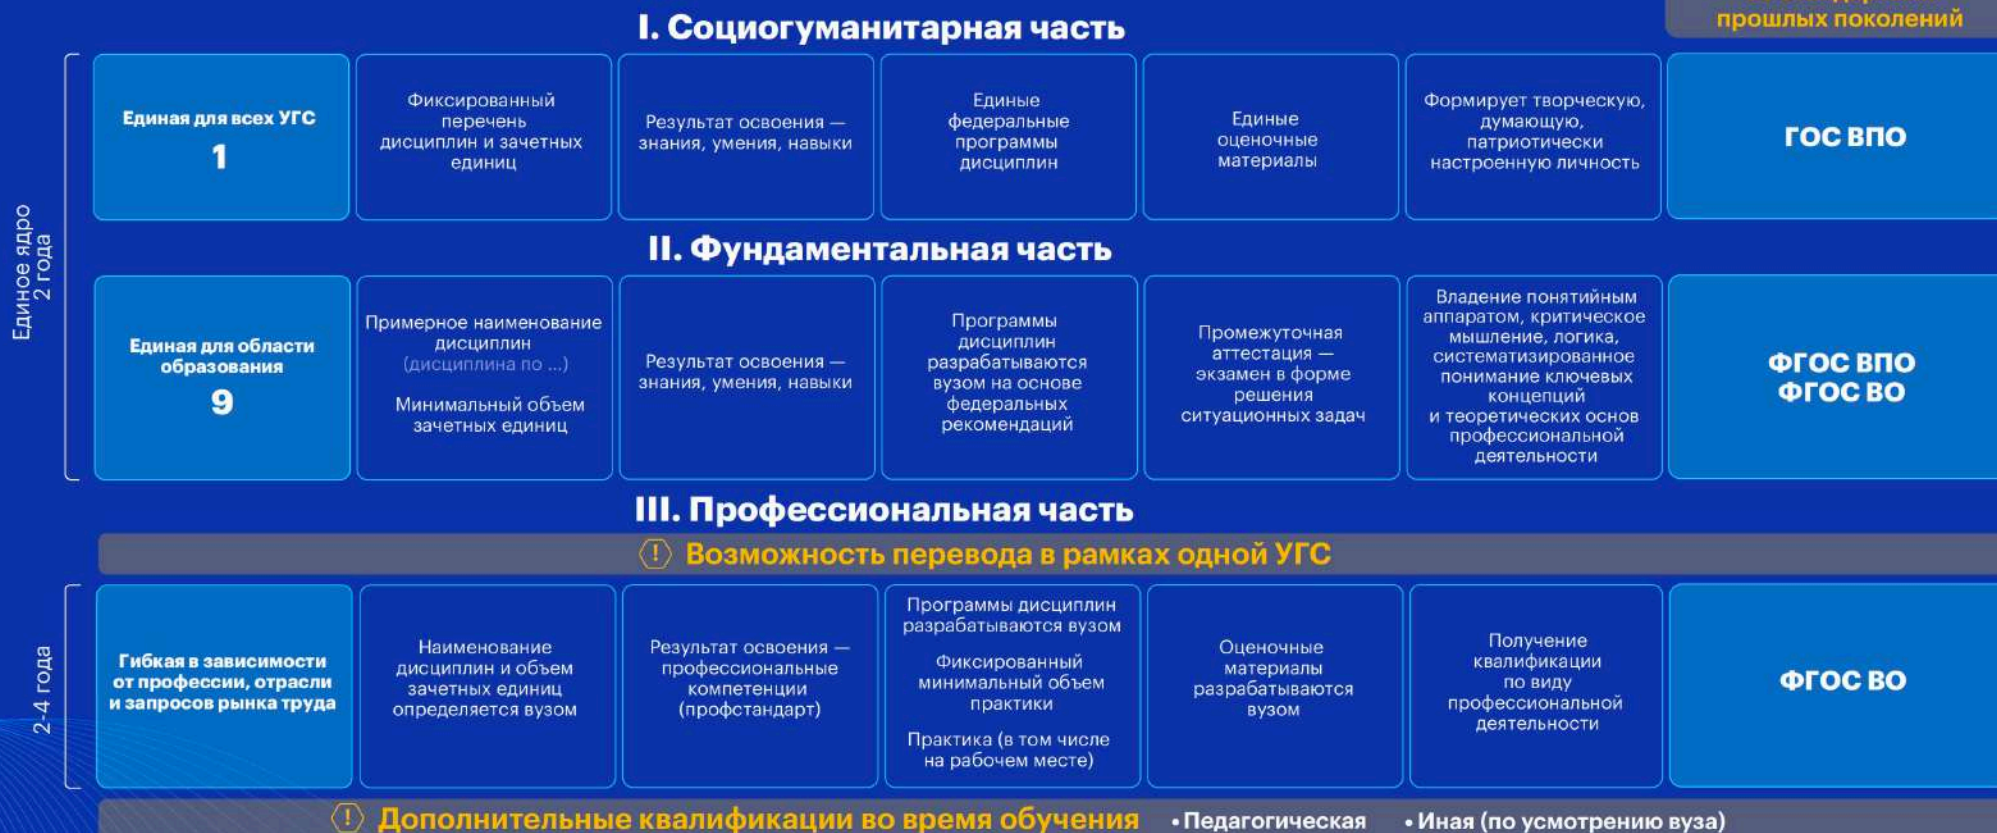 прошлых поколений
I. Социогуманитарная часть
Единое ядро
2 года
Единая для всех УГС
1
Фиксированный
перечень
дисциплин и зачетных
единиц
Результат освоения —
знания, умения, навыки
Единые
федеральные
программы
дисциплин
Единые
оценочные
материалы
Формирует творческую,
думающую,
патриотически
настроенную личность
ГОС ВПО
II. Фундаментальная часть
Единая для области
образования
9
Примерное наименование
дисциплин
(дисциплина по ...)
Минимальный объем
зачетных единиц
Результат освоения —
знания, умения, навыки
Программы
дисциплин
разрабатываются
вузом на основе
федеральных
рекомендаций
Промежуточная
аттестация —
экзамен в форме
решения
ситуационных задач
Владение понятийным
аппаратом, критическое
мышление, логика,
систематизированное
понимание ключевых
концепций
и теоретических основ
профессиональной
деятельности
ФГОС ВПО
ФГОС ВО
III. Профессиональная часть
! Возможность перевода в рамках одной УГС
2-4 года
Гибкая в зависимости
от профессии, отрасли
и запросов рынка труда
Наименование
дисциплин и объем
зачетных единиц
определяется вузом
Результат освоения —
профессиональные
компетенции
(профстандарт)
Программы дисциплин
разрабатываются вузом
Фиксированный
минимальный объем
практики
Практика (в том числе
на рабочем месте)
Оценочные
материалы
разрабатываются
вузом
Получение
квалификации
по виду
профессиональной
деятельности
ФГОС ВО
! Дополнительные квалификации во время обучения • Педагогическая • Иная (по усмотрению вуза)